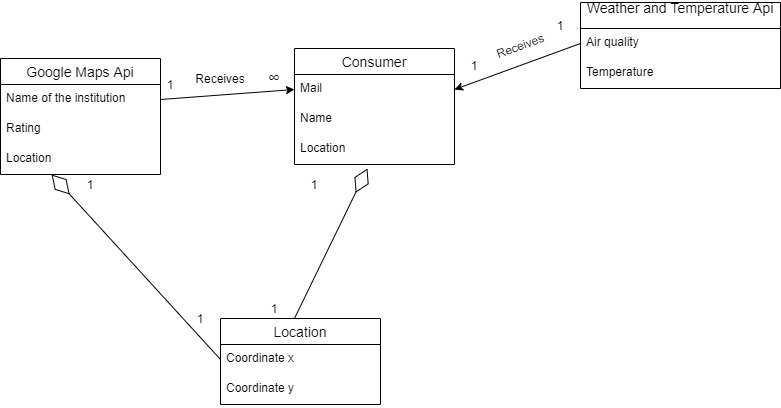 Weather and Temperature Api
Air quality
Temperature
1
Receives
1
Consumer
Mail
Name
Location
Google Maps Api
Name of the institution
Rating
Location
1
Receives
∞
1
1
1
1
Location
Coordinate x
Coordinate y